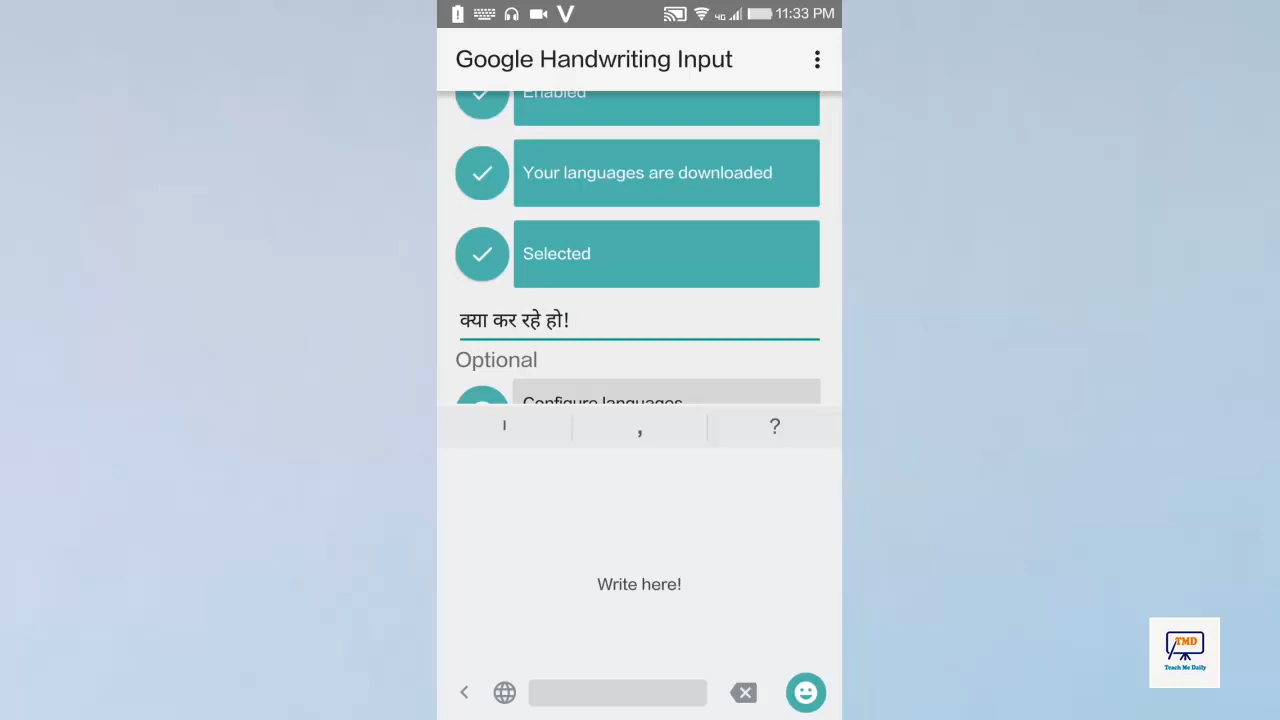 11:33 PM
Google Handwriting Input
Enabled
Your languages are downloaded
Selected
क्या कर रहे हो!
Optional
Configure languages
। , ?
Write here!
TMD
Teach Me Daily